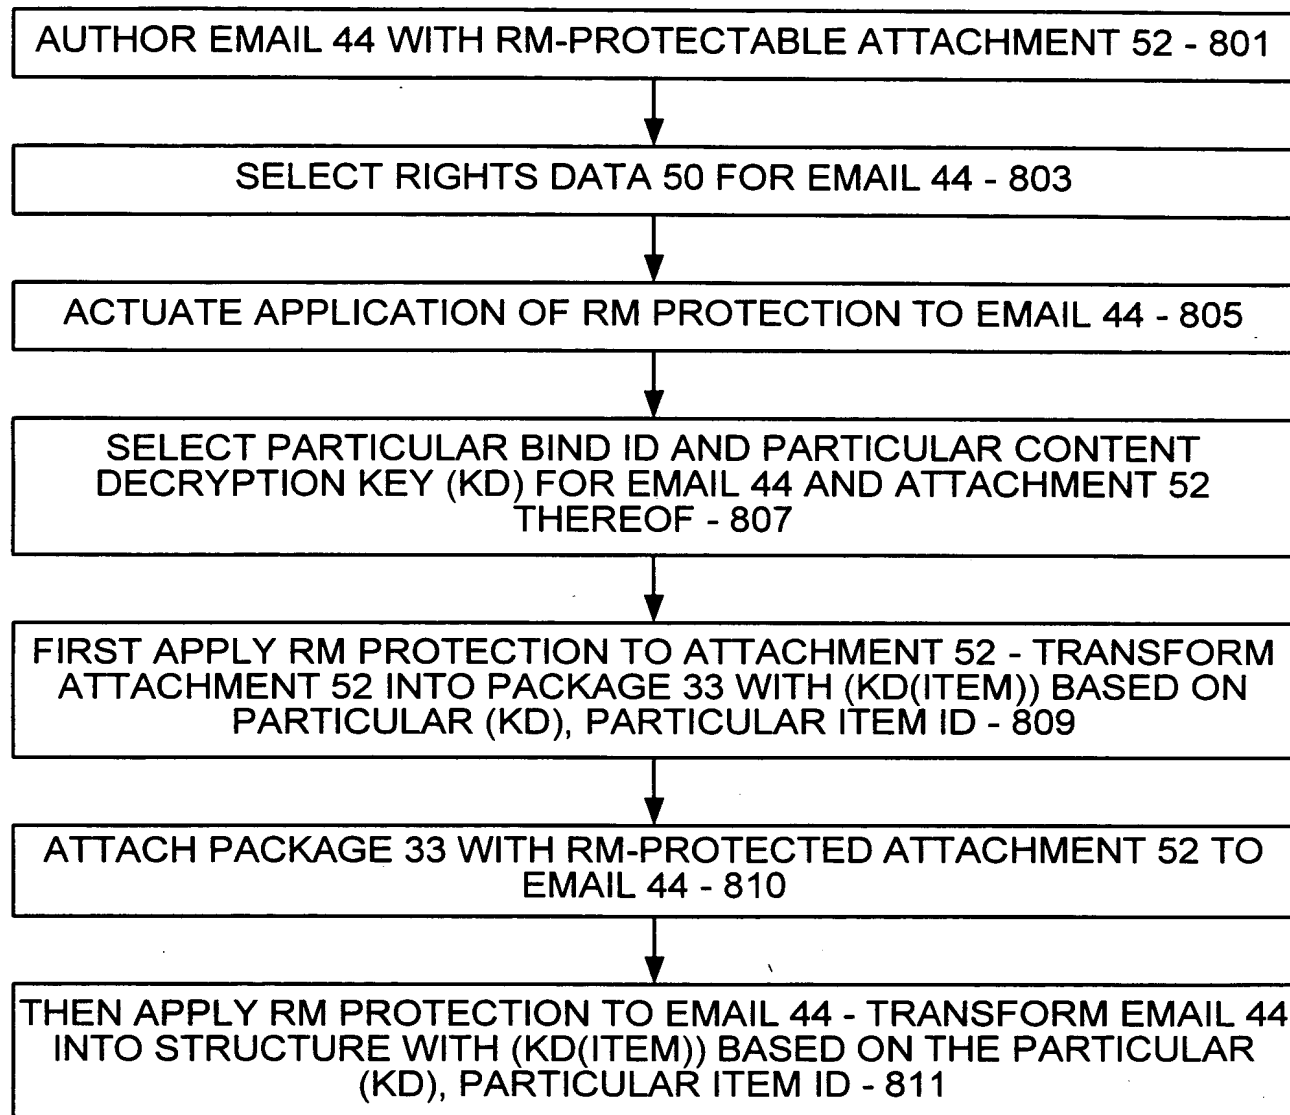 AUTHOR EMAIL 44 WITH RM-PROTECTABLE ATTACHMENT 52 - 801
SELECT RIGHTS DATA 50 FOR EMAIL 44 - 803
ACTUATE APPLICATION OF RM PROTECTION TO EMAIL 44 - 805
SELECT PARTICULAR BIND ID AND PARTICULAR CONTENT
DECRYPTION KEY (KD) FOR EMAIL 44 AND ATTACHMENT 52
THEREOF - 807
FIRST APPLY RM PROTECTION TO ATTACHMENT 52 - TRANSFORM
ATTACHMENT 52 INTO PACKAGE 33 WITH (KD(ITEM)) BASED ON
PARTICULAR (KD), PARTICULAR ITEM ID - 809
ATTACH PACKAGE 33 WITH RM-PROTECTED ATTACHMENT 52 TO
EMAIL 44 - 810
THEN APPLY RM PROTECTION TO EMAIL 44 - TRANSFORM EMAIL 44
INTO STRUCTURE WITH (KD(ITEM)) BASED ON THE PARTICULAR
(KD), PARTICULAR ITEM ID - 811